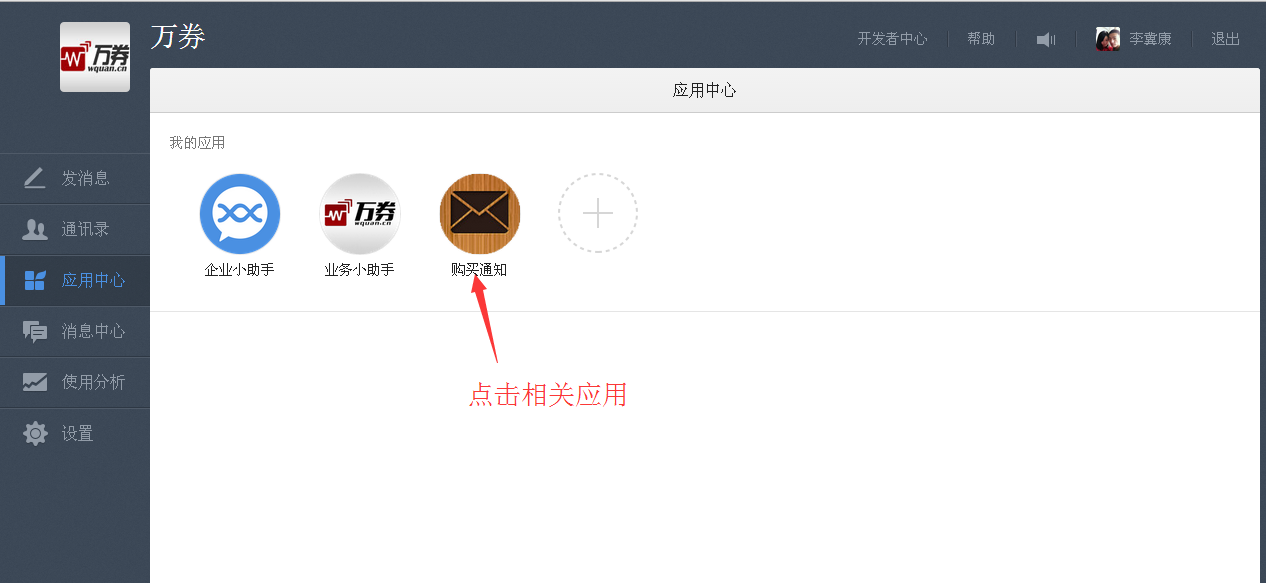 万券
wquan.cn
万券
开发者中心
帮助
李冀康
退出
应用中心
我的应用
发消息
通讯录
应用中心
消息中心
使用分析
设置
万券
wquan.cn
企业小助手
业务小助手
购买通知
点击相关应用